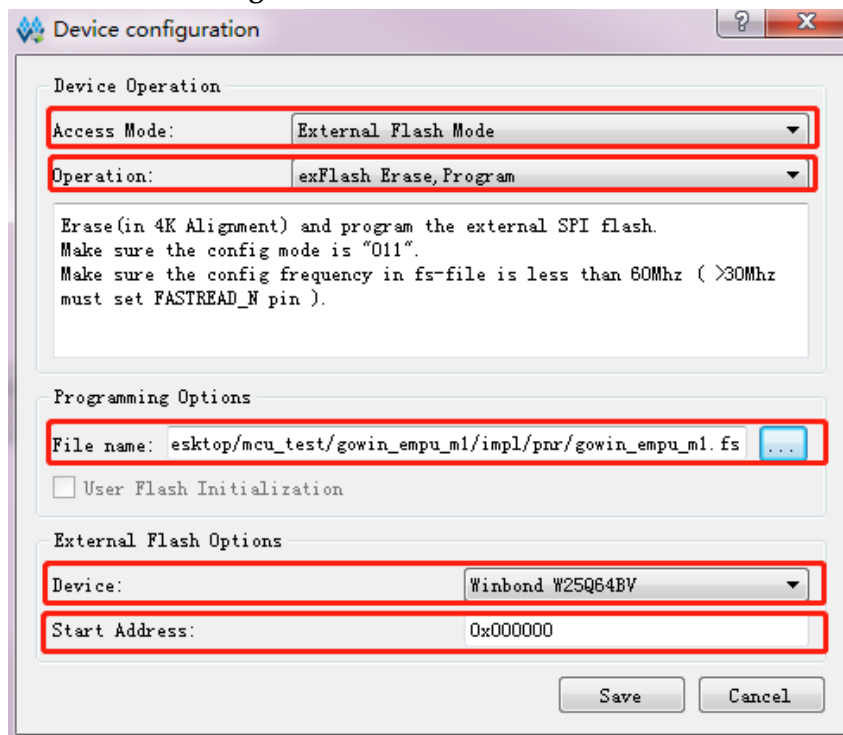 Device configuration
Device Operation
Access Mode: External Flash Mode
Operation: exFlash Erase,Program
Erase(in 4K Alignment) and program the external SPI flash.
Make sure the config mode is "011".
Make sure the config frequency in fs-file is less than 60Mhz ( >30Mhz
must set FASTREAD_N pin ).
Programming Options
File name: esktop/mcu_test/gowin_empu_m1/impl/pnr/gowin_empu_m1.fs ...
User Flash Initialization
External Flash Options
Device: Winbond W25Q64BV
Start Address: 0x000000
Save Cancel